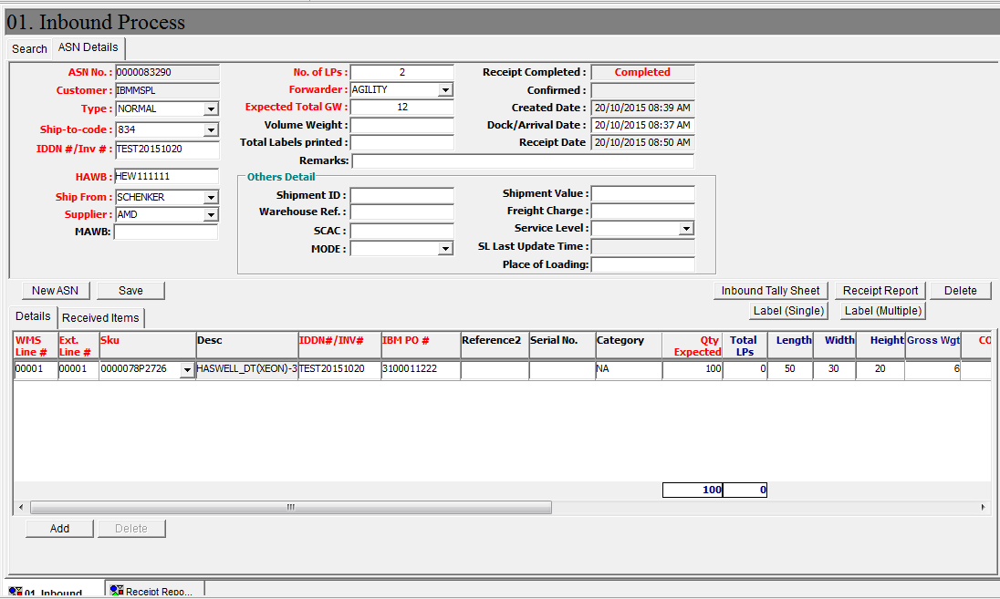 01. Inbound Process
Search ASN Details
ASN No. : 0000083290 No. of LPs : 2 Receipt Completed : Completed
Customer : IBMMSPL Forwarder : AGILITY Confirmed :
Type : NORMAL Expected Total GW : 12 Created Date : 20/10/2015 08:39 AM
Ship-to-code : 834 Volume Weight : Dock/Arrival Date : 20/10/2015 08:37 AM
IDDN #/Inv # : TEST20151020 Total Labels printed : Receipt Date 20/10/2015 08:50 AM
Remarks:
HAWB : HEW111111 Others Detail
Ship From : SCHENKER Shipment ID : Shipment Value :
Supplier : AMD Warehouse Ref. : Freight Charge :
MAWB: SCAC : Service Level :
MODE : SL Last Update Time :
Place of Loading:
New ASN Save Inbound Tally Sheet Receipt Report Delete
Label (Single) Label (Multiple)
Details Received Items
WMS Ext. Sku Desc IDDN#/INV# IBM PO # Reference2 Serial No. Category Qty Total Length Width Height Gross Wgt CO
Line # Line # Expected LPs
00001 00001 0000078P2726 HASWELL_DT(XEON)-3 TEST20151020 3100011222 NA 100 0 50 30 20 6
100 0
Add Delete
01. Inbound Receipt Repo...